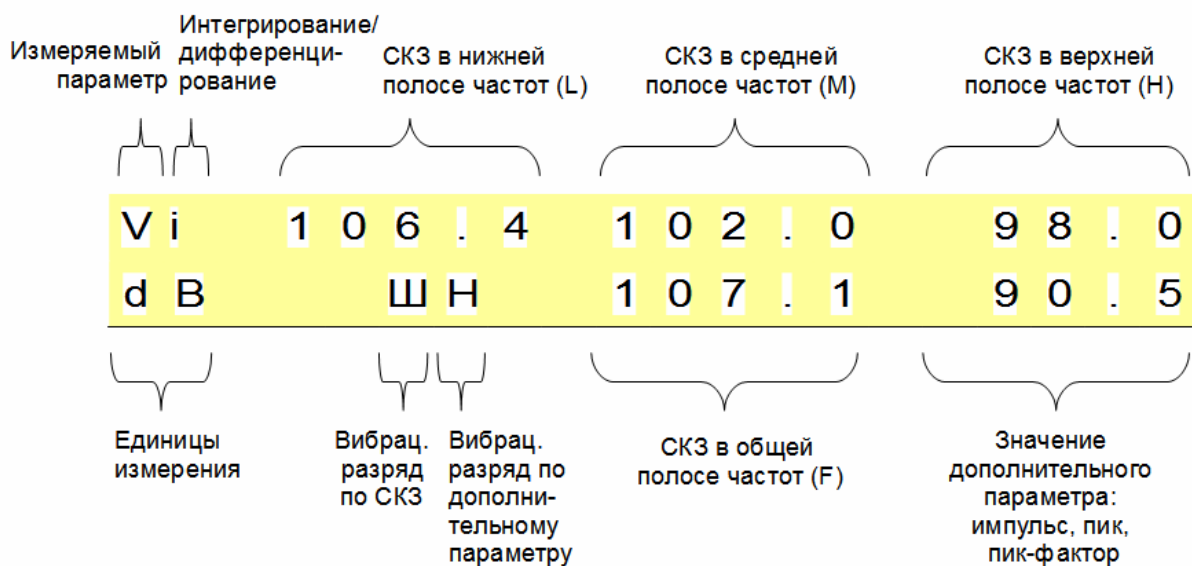 Измеряемый
параметр
Интегрирование/
дифференци-
рование
СКЗ в нижней
полосе частот (L)
СКЗ в средней
полосе частот (M)
СКЗ в верхней
полосе частот (H)
V i 1 0 6 . 4 1 0 2 . 0 9 8 . 0
d B Ш Н 1 0 7 . 1 9 0 . 5
Единицы
измерения
Вибрац.
разряд
по СКЗ
Вибрац.
разряд по
дополни-
тельному
параметру
СКЗ в общей
полосе частот (F)
Значение
дополнительного
параметра:
импульс, пик,
пик-фактор